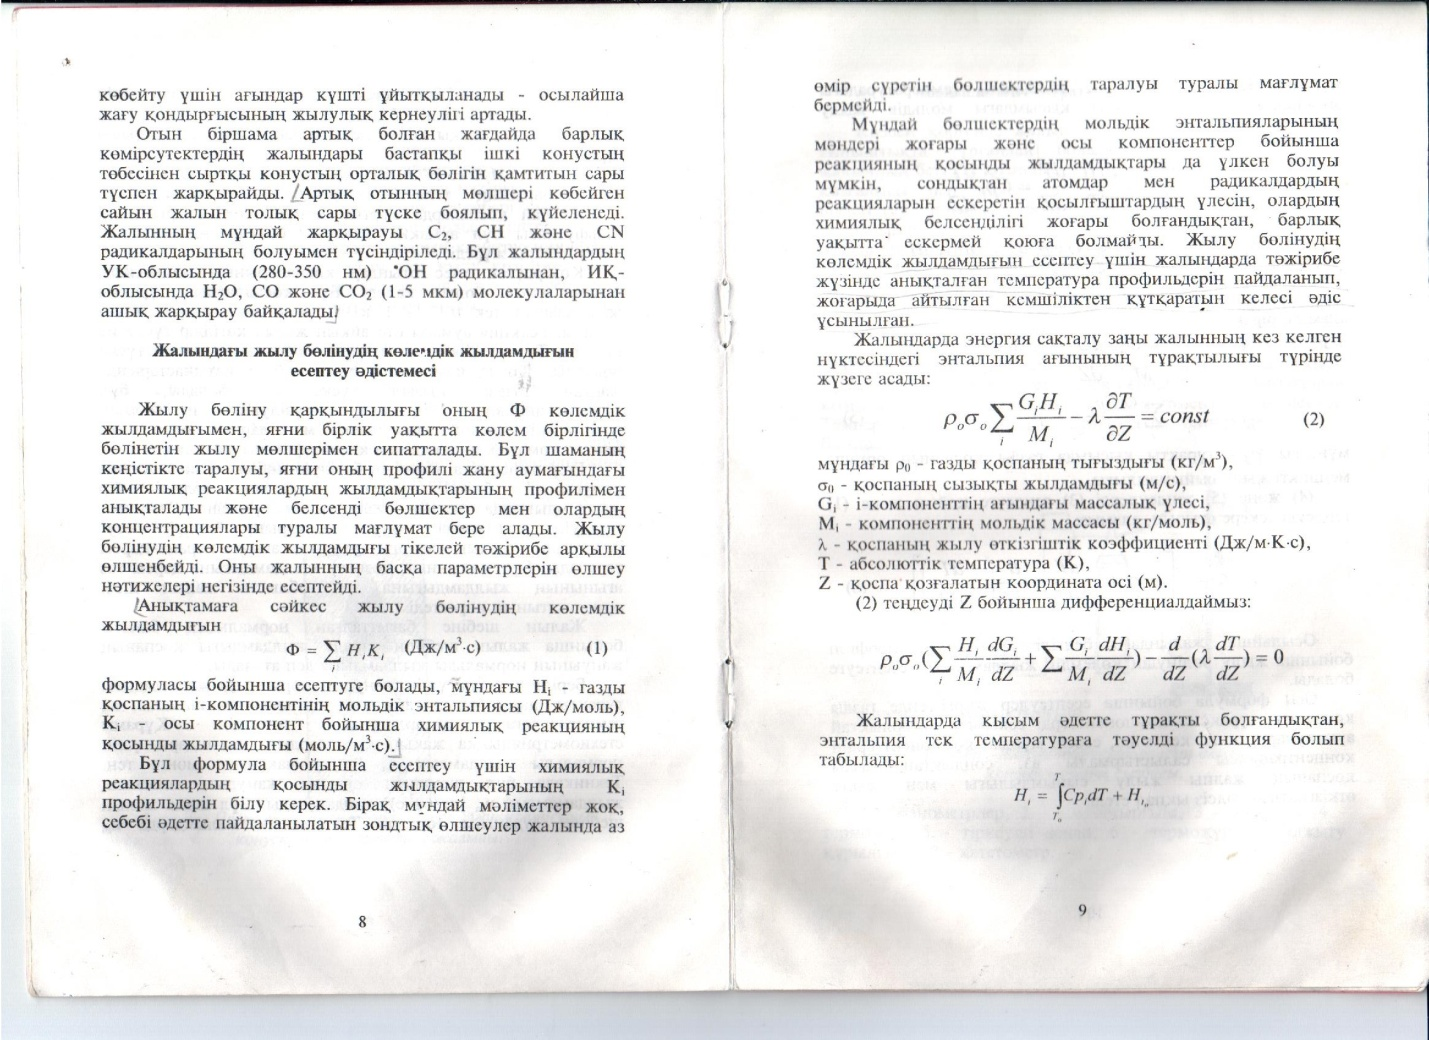 көбейту үшін ағындар күшті ұйытқыланады - осылайша
жағу қондырғысының жылулық кернеулігі артады.
Отын біршама артық болған жағдайда барлық
көмірсутектердің жалындары бастапқы ішкі конустың
төбесінен сыртқы конустың орталық бөлігін қамтитын сары
түспен жарқырайды. Артық отынның мөлшері көбейген
сайын жалын толық сары түске боялып, күйеленеді.
Жалынның мұндай жарқырауы C₂, CH және CN
радикалдарының болуымен түсіндіріледі. Бұл жалындардың
УК-облысында (280-350 нм) •OH радикалынан, ИҚ-
облысында H₂O, CO және CO₂ (1-5 мкм) молекулаларынан
ашық жарқырау байқалады.
Жалындағы жылу бөлінудің көлемдік жылдамдығын
есептеу әдістемесі
Жылу бөліну қарқындылығы оның Ф көлемдік
жылдамдығымен, яғни бірлік уақытта көлем бірлігінде
бөлінетін жылу мөлшерімен сипатталады. Бұл шаманың
кеңістікте таралуы, яғни оның профилі жану аумағындағы
химиялық реакциялардың жылдамдықтарының профилімен
анықталады және белсенді бөлшектер мен олардың
концентрациялары туралы мағлұмат бере алады. Жылу
бөлінудің көлемдік жылдамдығы тікелей тәжірибе арқылы
өлшенбейді. Оны жалынның басқа параметрлерін өлшеу
нәтижелері негізінде есептейді.
Анықтамаға сәйкес жылу бөлінудің көлемдік
жылдамдығын
Ф = ∑ᵢ HᵢKᵢ (Дж/м³·с) (1)
формуласы бойынша есептуге болады, мұндағы Hᵢ - газды
қоспаның і-компонентінің мольдік энтальпиясы (Дж/моль),
Kᵢ - осы компонент бойынша химиялық реакцияның
қосынды жылдамдығы (моль/м³·с).
Бұл формула бойынша есептеу үшін химиялық
реакциялардың қосынды жылдамдықтарының Kᵢ
профильдерін білу керек. Бірақ мұндай мәліметтер жоқ,
себебі әдетте пайдаланылатын зондтық өлшеулер жалында аз
8
өмір сүретін бөлшектердің таралуы туралы мағлұмат
бермейді.
Мұндай бөлшектердің мольдік энтальпияларының
мәндері жоғары және осы компоненттер бойынша
реакцияның қосынды жылдамдықтары да үлкен болуы
мүмкін, сондықтан атомдар мен радикалдардың
реакцияларын ескеретін қосылғыштардың үлесін, олардың
химиялық белсенділігі жоғары болғандықтан, барлық
уақытта ескермей қоюға болмайды. Жылу бөлінудің
көлемдік жылдамдығын есептеу үшін жалындарда тәжірибе
жүзінде анықталған температура профильдерін пайдаланып,
жоғарыда айтылған кемшіліктен құтқаратын келесі әдіс
ұсынылған.
Жалындарда энергия сақталу заңы жалынның кез келген
нүктесіндегі энтальпия ағынының тұрақтылығы түрінде
жүзеге асады:
ρₒσₒ∑ᵢ GᵢHᵢ/Mᵢ − λ ∂T/∂Z = const (2)
мұндағы ρ₀ - газды қоспаның тығыздығы (кг/м³),
σ₀ - қоспаның сызықты жылдамдығы (м/с),
Gᵢ - і-компоненттің ағындағы массалық үлесі,
Mᵢ - компоненттің мольдік массасы (кг/моль),
λ - қоспаның жылу өткізгіштік коэффициенті (Дж/м·К·с),
T - абсолюттік температура (К),
Z - қоспа қозғалатын координата осі (м).
(2) теңдеуді Z бойынша дифференциалдаймыз:
ρₒσₒ(∑ᵢ Hᵢ/Mᵢ dGᵢ/dZ + ∑ᵢ Gᵢ/Mᵢ dHᵢ/dZ) − d/dZ(λ dT/dZ) = 0
Жалындарда қысым әдетте тұрақты болғандықтан,
энтальпия тек температураға тәуелді функция болып
табылады:
Hᵢ = ∫ (Tₒ, T) CpᵢdT + Hᵢₒ
9